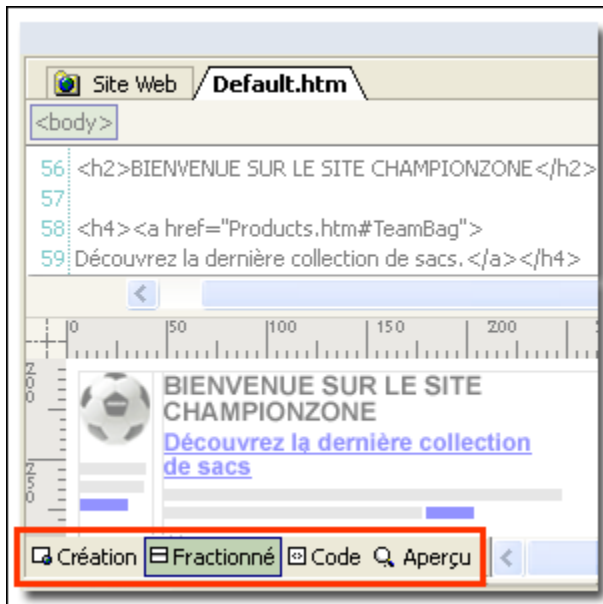 Site Web Default.htm
<body>
56 <h2>BIENVENUE SUR LE SITE CHAMPIONZONE</h2>
57
58 <h4><a href="Products.htm#TeamBag">
59 Découvrez la dernière collection de sacs.</a></h4>
0 50 100 150 200
200
BIENVENUE SUR LE SITE
CHAMPIONZONE
Découvrez la dernière collection
de sacs
250
Création Fractionné Code Aperçu